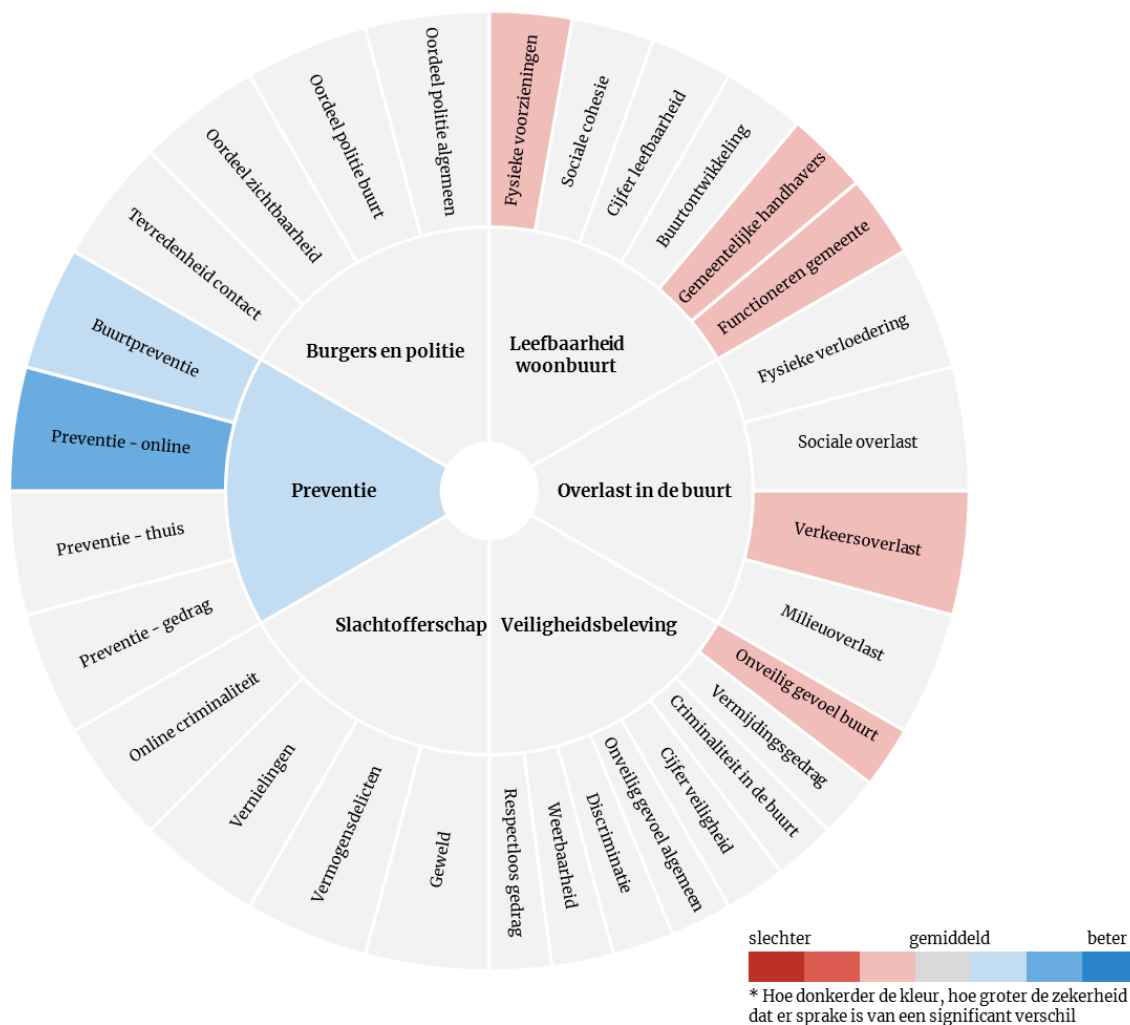 Fysieke voorzieningen
Sociale cohesie
Cijfer leefbaarheid
Buurtontwikkeling
Gemeentelijke handhavers
Functioneren gemeente
Fysieke verloedering
Sociale overlast
Verkeersoverlast
Milieuoverlast
Onveilig gevoel buurt
Vermijdingsgedrag
Criminaliteit in de buurt
Cijfer veiligheid
Onveilig gevoel algemeen
Discriminatie
Weerbaarheid
Respectloos gedrag
Geweld
Vermogensdelicten
Vernielingen
Online criminaliteit
Preventie - gedrag
Preventie - thuis
Preventie - online
Buurtpreventie
Tevredenheid contact
Oordeel zichtbaarheid
Oordeel politie buurt
Oordeel politie algemeen
Leefbaarheid
woonbuurt
Overlast in de buurt
Veiligheidsbeleving
Slachtofferschap
Preventie
Burgers en politie
slechter gemiddeld beter
* Hoe donkerder de kleur, hoe groter de zekerheid
dat er sprake is van een significant verschil